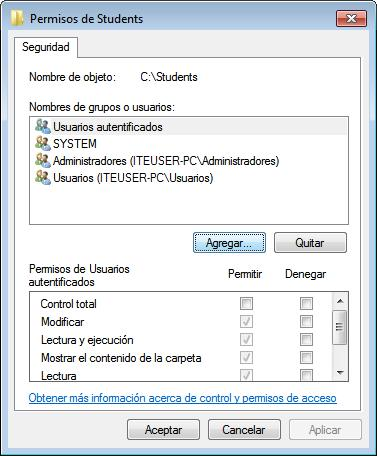 Permisos de Students
Seguridad
Nombre de objeto: C:\Students
Nombres de grupos o usuarios:
Usuarios autentificados
SYSTEM
Administradores (ITEUSER-PC\Administradores)
Usuarios (ITEUSER-PC\Usuarios)
Agregar... Quitar
Permisos de Usuarios
autentificados Permitir Denegar
Control total
Modificar
Lectura y ejecución
Mostrar el contenido de la carpeta
Lectura
Obtener más información acerca de control y permisos de acceso
Aceptar Cancelar Aplicar